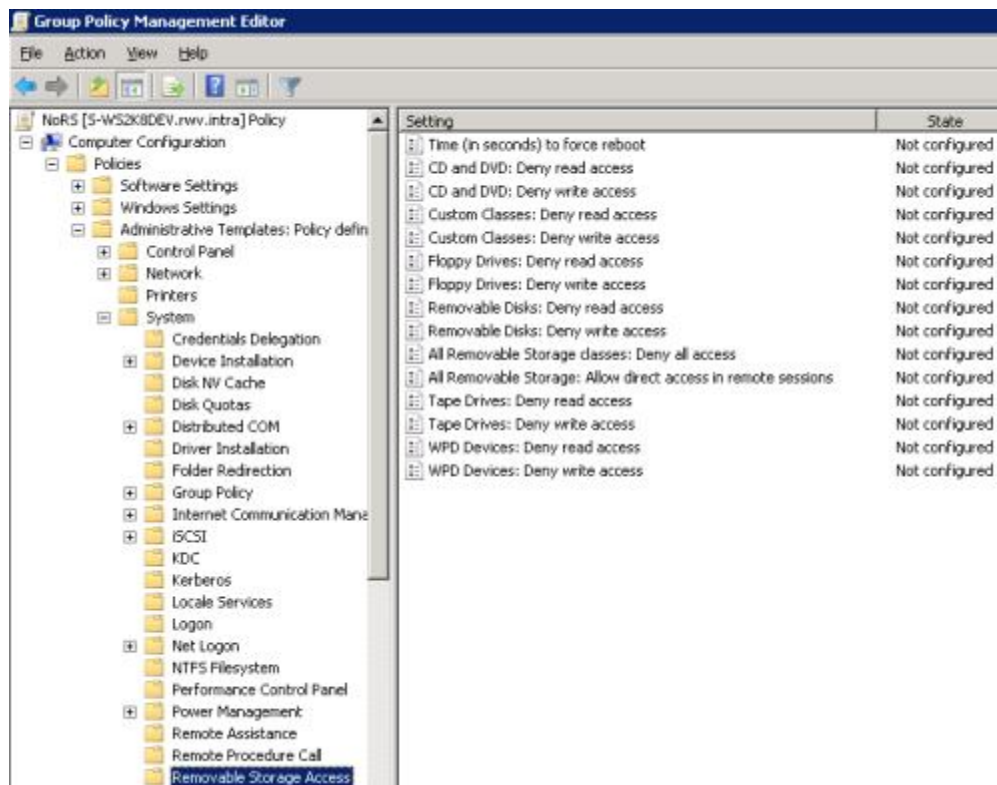 Group Policy Management Editor
File Action View Help
NoRS [S-WS2K8DEV.rwv.intra] Policy
Computer Configuration
Policies
Software Settings
Windows Settings
Administrative Templates: Policy defin
Control Panel
Network
Printers
System
Credentials Delegation
Device Installation
Disk NV Cache
Disk Quotas
Distributed COM
Driver Installation
Folder Redirection
Group Policy
Internet Communication Mana
iSCSI
KDC
Kerberos
Locale Services
Logon
Net Logon
NTFS Filesystem
Performance Control Panel
Power Management
Remote Assistance
Remote Procedure Call
Removable Storage Access
Setting State
Time (in seconds) to force reboot Not configured
CD and DVD: Deny read access Not configured
CD and DVD: Deny write access Not configured
Custom Classes: Deny read access Not configured
Custom Classes: Deny write access Not configured
Floppy Drives: Deny read access Not configured
Floppy Drives: Deny write access Not configured
Removable Disks: Deny read access Not configured
Removable Disks: Deny write access Not configured
All Removable Storage classes: Deny all access Not configured
All Removable Storage: Allow direct access in remote sessions Not configured
Tape Drives: Deny read access Not configured
Tape Drives: Deny write access Not configured
WPD Devices: Deny read access Not configured
WPD Devices: Deny write access Not configured